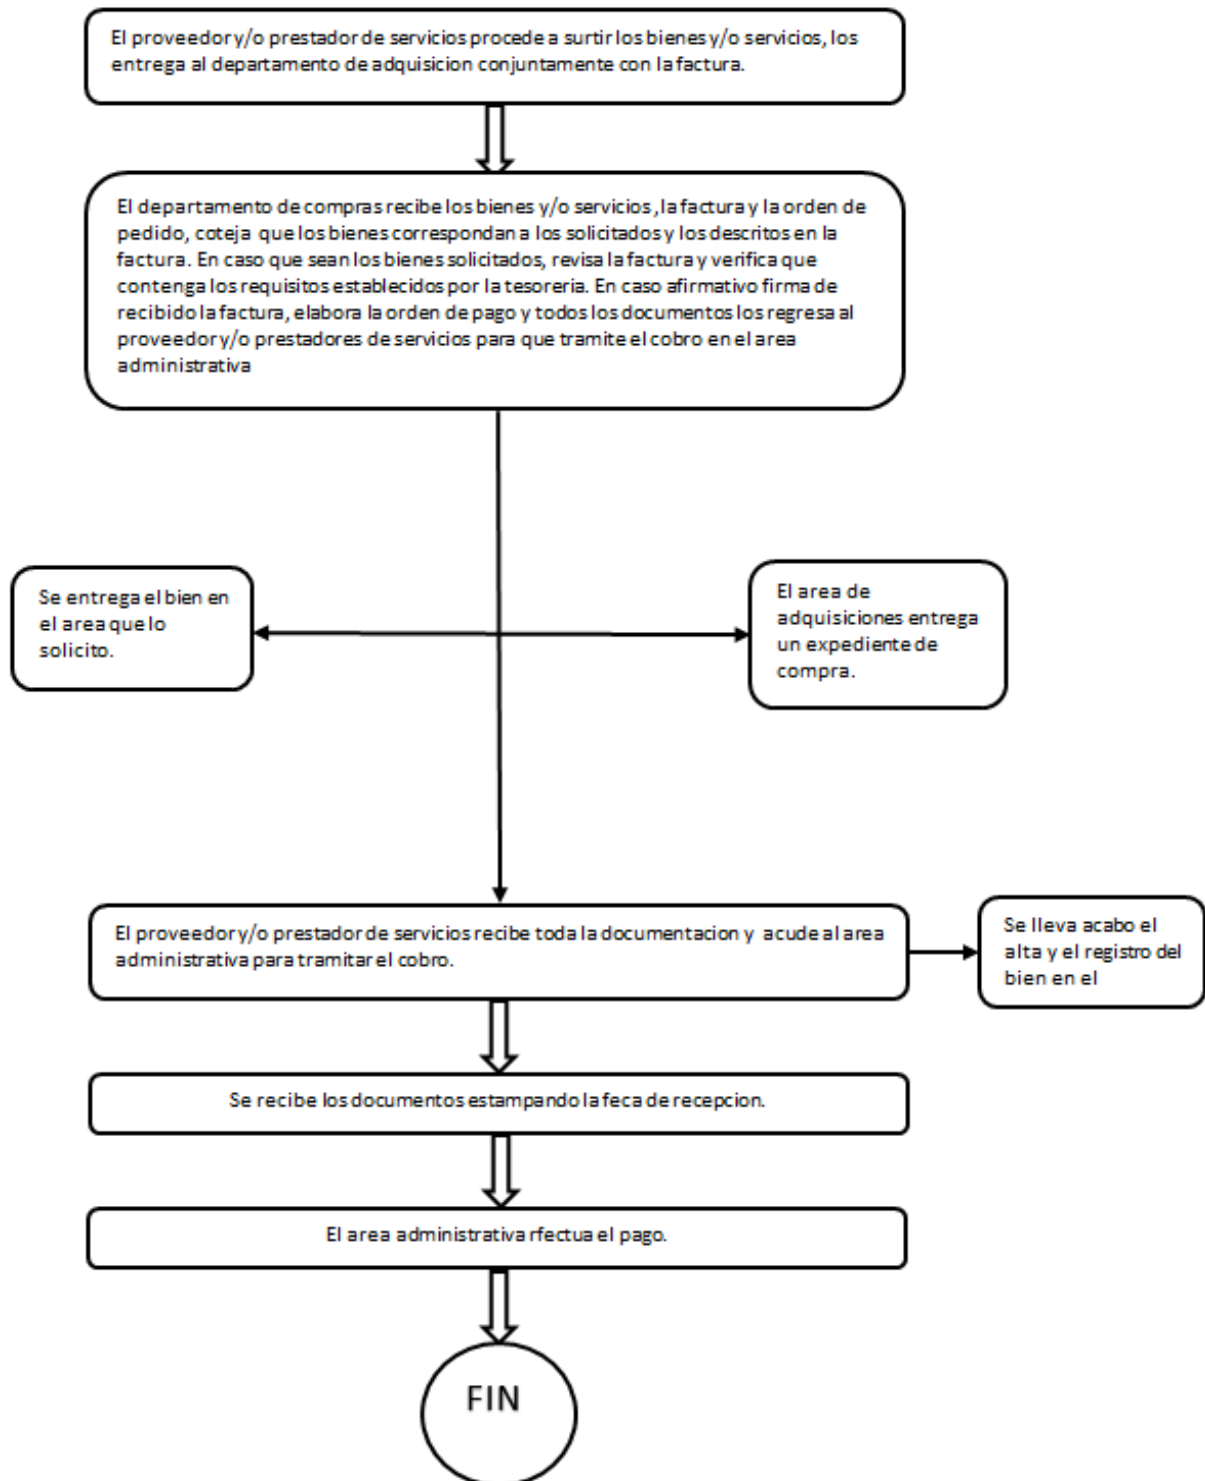 El proveedor y/o prestador de servicios procede a surtir los bienes y/o servicios, los
entrega al departamento de adquisicion conjuntamente con la factura.
El departamento de compras recibe los bienes y/o servicios ,la factura y la orden de
pedido, coteja que los bienes correspondan a los solicitados y los descritos en la
factura. En caso que sean los bienes solicitados, revisa la factura y verifica que
contenga los requisitos establecidos por la tesoreria. En caso afirmativo firma de
recibido la factura, elabora la orden de pago y todos los documentos los regresa al
proveedor y/o prestadores de servicios para que tramite el cobro en el area
administrativa
Se entrega el bien en
el area que lo
solicito.
El area de
adquisiciones entrega
un expediente de
compra.
El proveedor y/o prestador de servicios recibe toda la documentacion y acude al area
administrativa para tramitar el cobro.
Se lleva acabo el
alta y el registro del
bien en el
Se recibe los documentos estampando la feca de recepcion.
El area administrativa rfectua el pago.
FIN